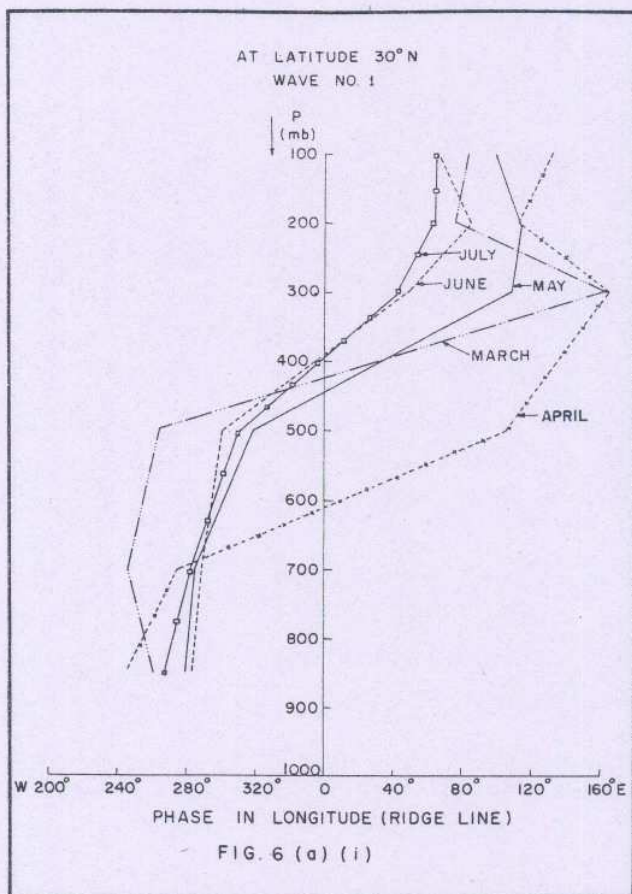 AT LATITUDE 30°N
WAVE NO. 1
P
(mb)
100
200
JULY
JUNE
MAY
300
MARCH
400
APRIL
500
600
700
800
900
1000
W 200° 240° 280° 320° 0 40° 80° 120° 160° E
PHASE IN LONGITUDE (RIDGE LINE)
FIG. 6 (a) (i)